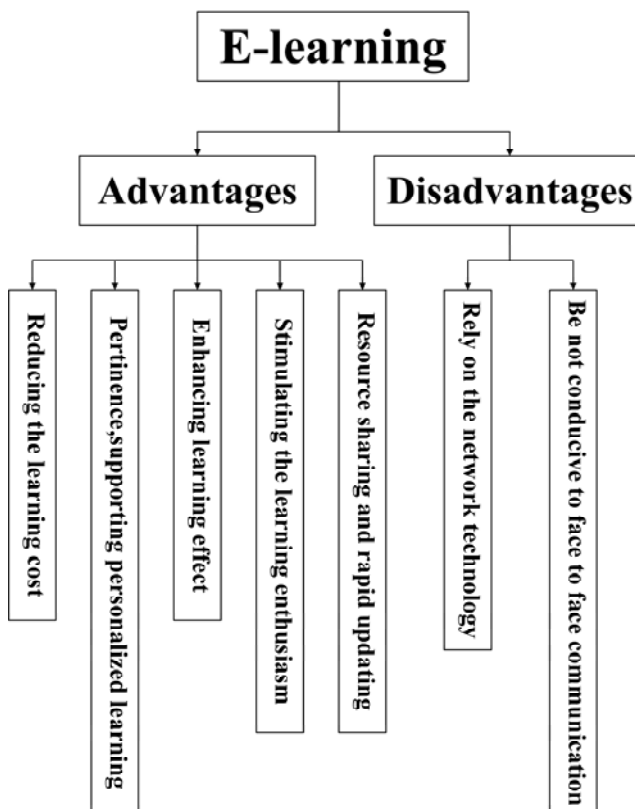 E-learning
Advantages
Disadvantages
Reducing the learning cost
Pertinence,supporting personalized learning
Enhancing learning effect
Stimulating the learning enthusiasm
Resource sharing and rapid updating
Rely on the network technology
Be not conducive to face to face communication